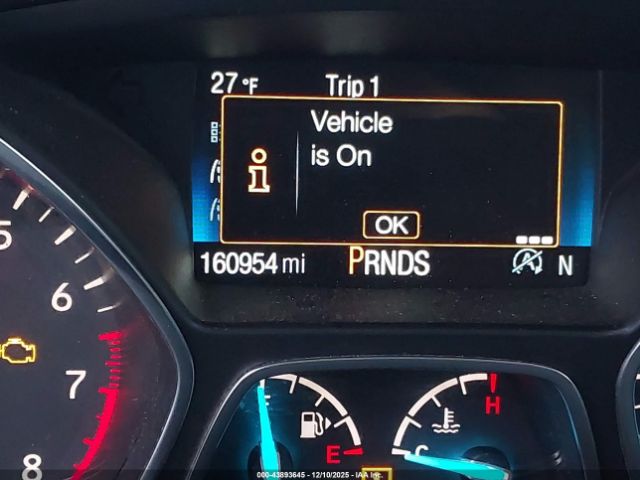 27 °F Trip 1
Vehicle
is On
OK
160954 mi PRNDS N
5
6
7
8
H
E
C
000-43893645 - 12/10/2025 - IAA Inc.